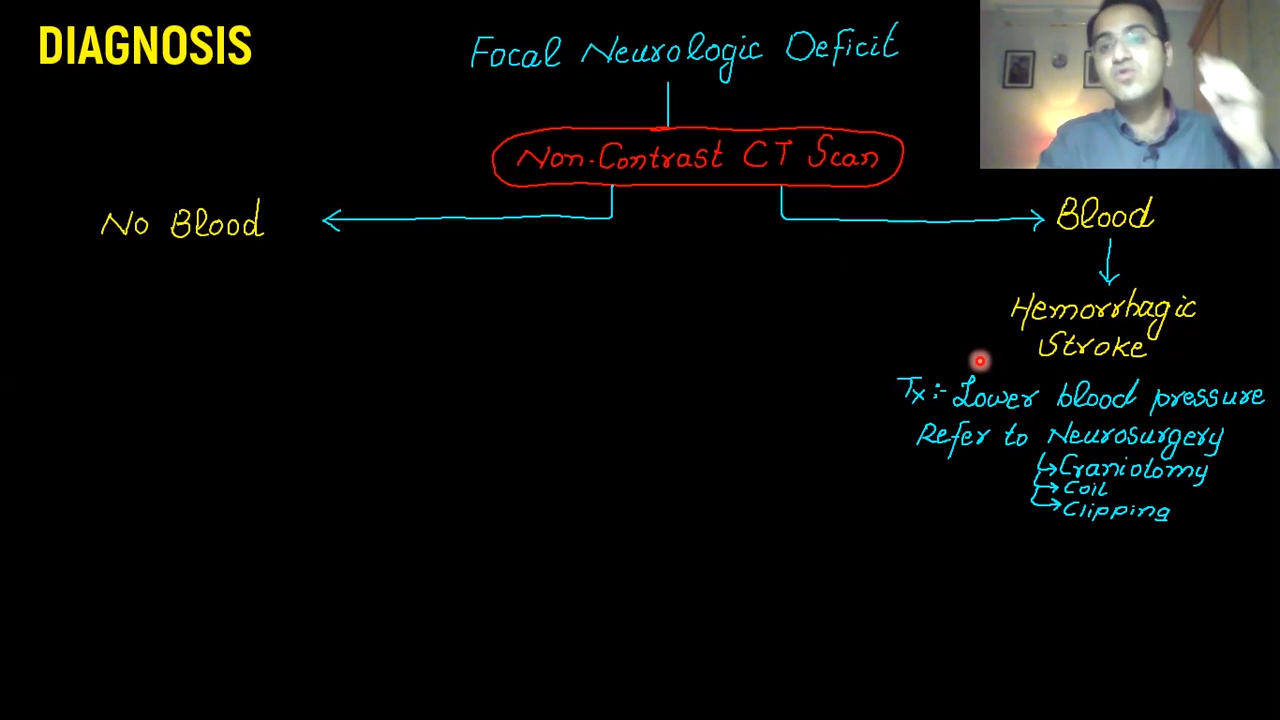 DIAGNOSIS
Focal Neurologic Deficit
Non-Contrast CT Scan
No Blood
Blood
Hemorrhagic
Stroke
Tx:- Lower blood pressure
Refer to Neurosurgery
Craniotomy
Coil
Clipping